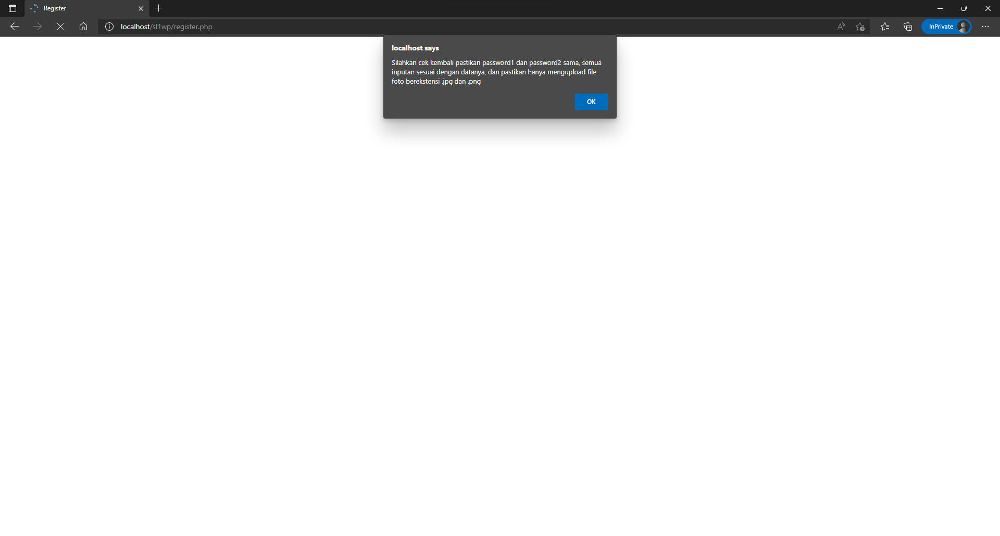 Register
localhost/sl1wp/register.php
InPrivate
localhost says
Silahkan cek kembali pastikan password1 dan password2 sama, semua
inputan sesuai dengan datanya, dan pastikan hanya mengupload file
foto berekstensi .jpg dan .png
OK